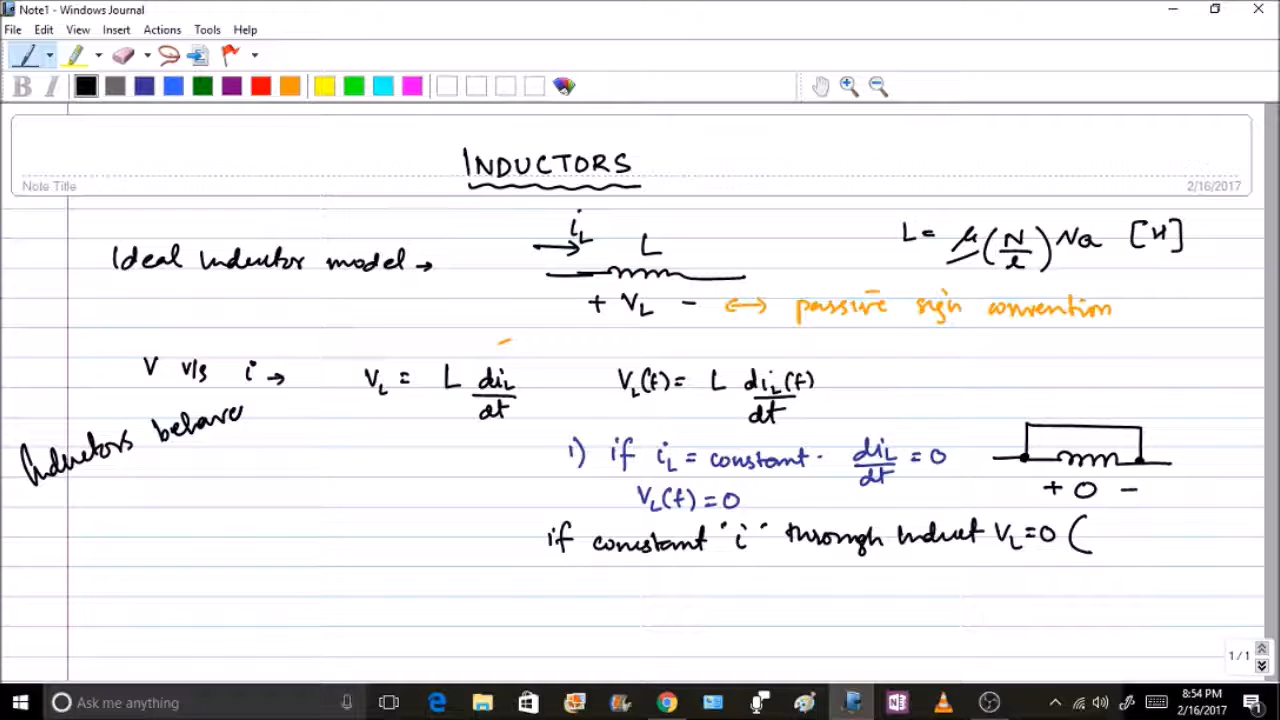 Note1 - Windows Journal
File Edit View Insert Actions Tools Help
B I
INDUCTORS
Note Title
2/16/2017
Ideal inductor model →
iL
L
+ VL -
L = μ (N/l) Na [H]
↔ passive sign convention
V v/s i →
VL = L diL/dt
VL(t) = L diL(t)/dt
Inductors behave
1) if iL = constant. diL/dt = 0
VL(t) = 0
+ 0 -
if constant "i" through Induct VL = 0 (
1/1
Ask me anything
8:54 PM
2/16/2017